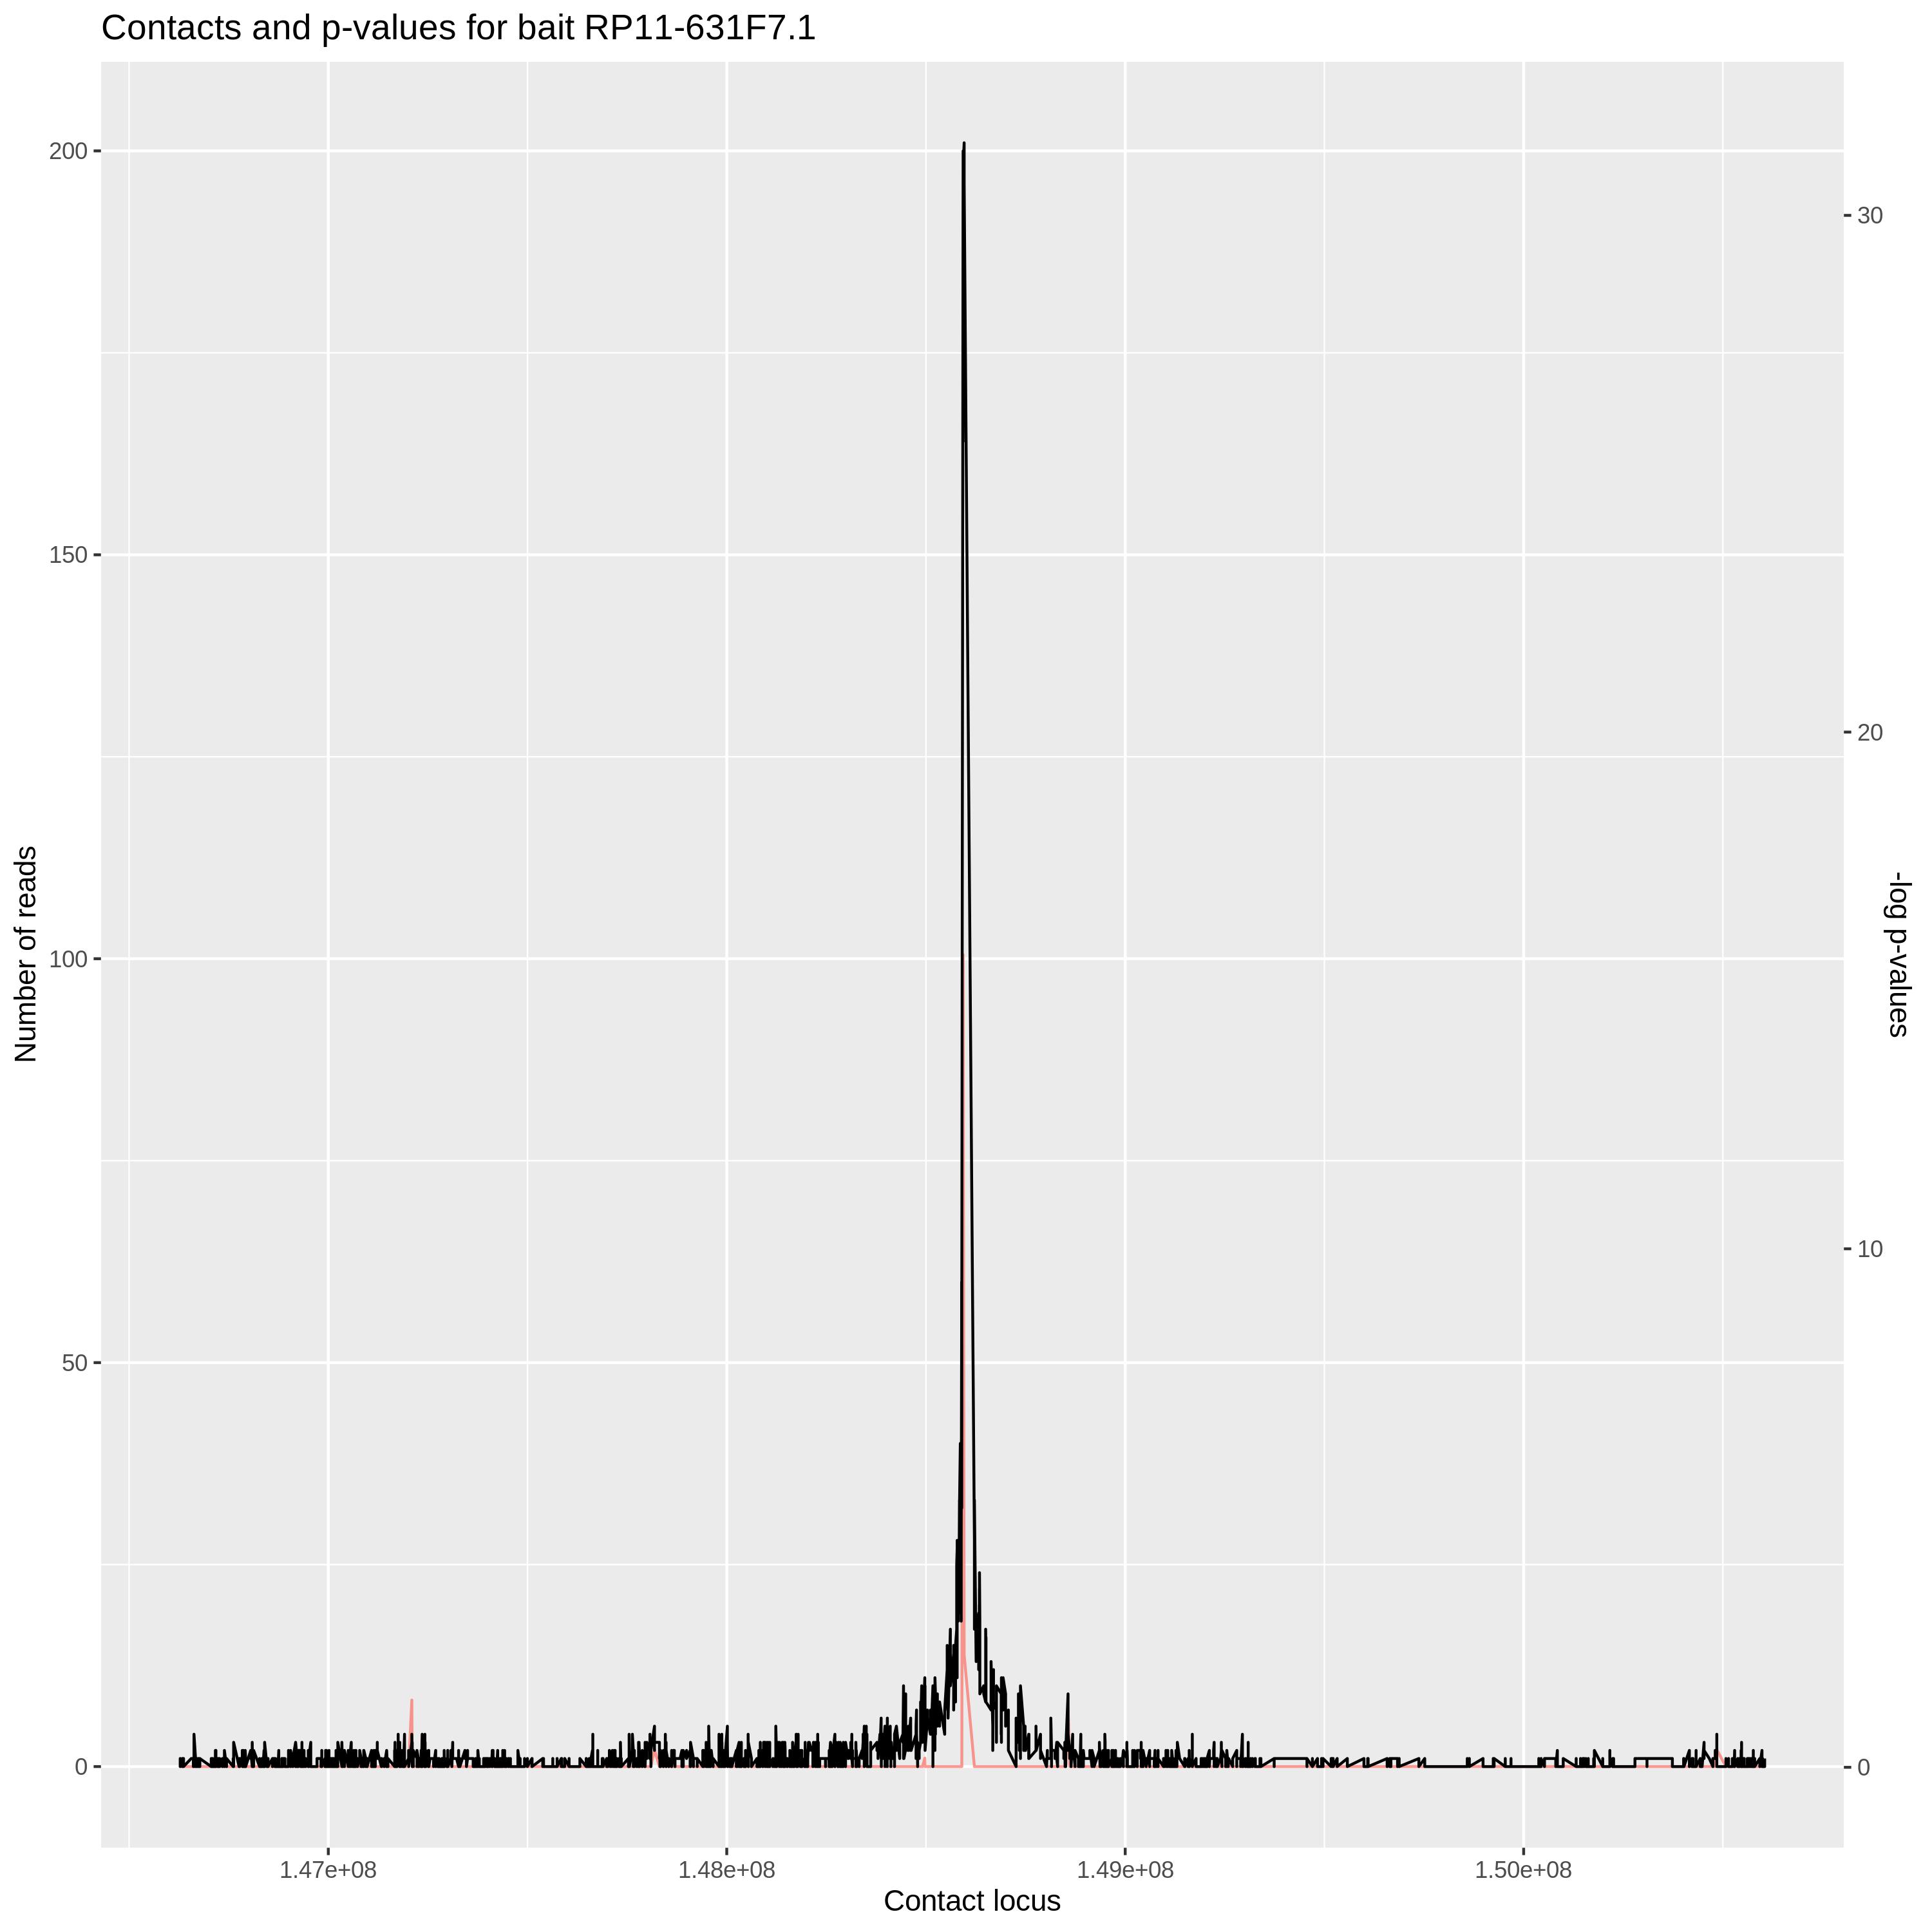 Contacts and p-values for bait RP11-631F7.1
200
150
100
50
0
Number of reads
30
20
10
0
-log p-values
1.47e+08
1.48e+08
1.49e+08
1.50e+08
Contact locus